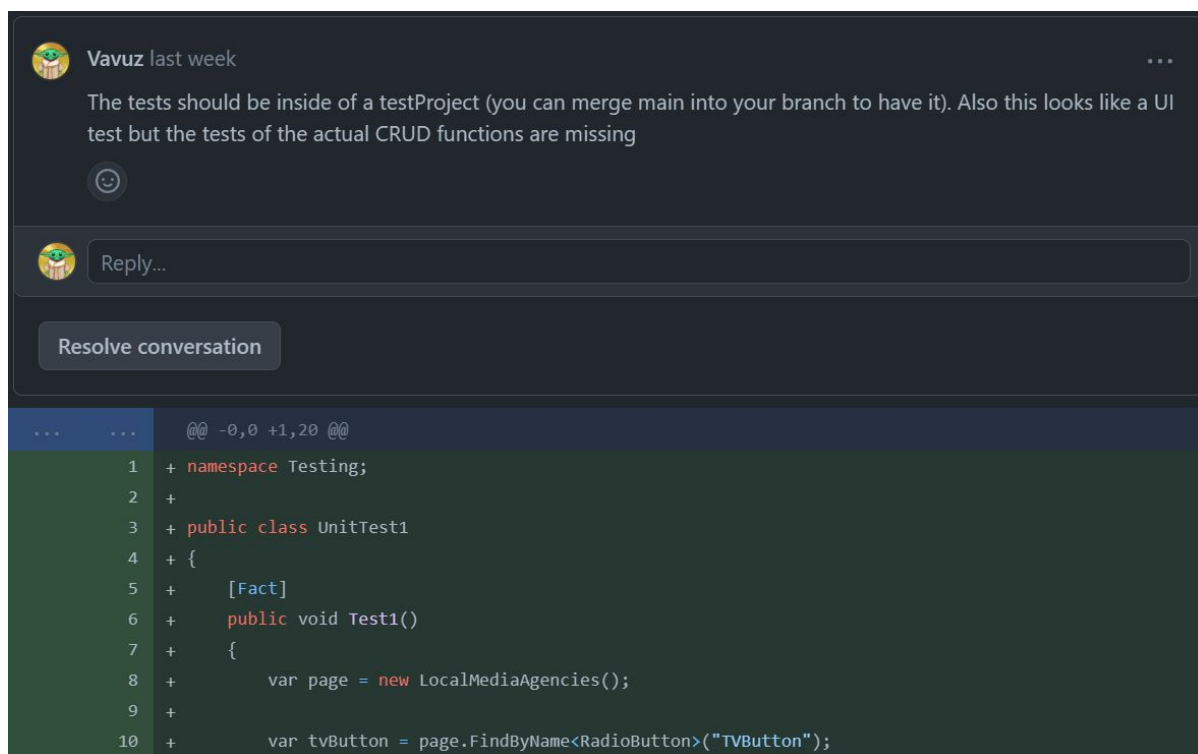 Vavuz last week
...
The tests should be inside of a testProject (you can merge main into your branch to have it). Also this looks like a UI
test but the tests of the actual CRUD functions are missing
Reply...
Resolve conversation
... ... @@ -0,0 +1,20 @@
1 + namespace Testing;
2 +
3 + public class UnitTest1
4 + {
5 + [Fact]
6 + public void Test1()
7 + {
8 + var page = new LocalMediaAgencies();
9 +
10 + var tvButton = page.FindByName<RadioButton>("TVButton");